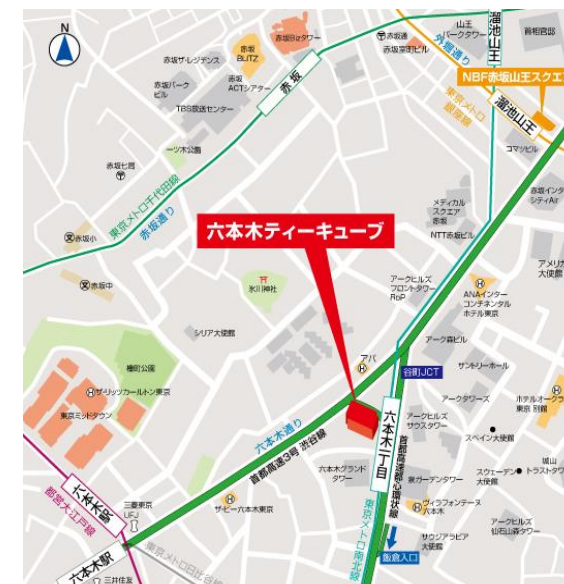 N
赤坂ザ・レジデンス
赤坂パーク
ビル
TBS放送センター
赤坂
BLITZ
赤坂
ACTシアター
赤坂Bizタワー
赤坂
赤坂通
赤坂室町ビル
山王
パークタワー
溜池山王
首相官邸
外堀通り
NBF赤坂山王スクエア
東京メトロ
銀座線
溜池山王
コマツビル
一ツ木公園
赤坂七
東京メトロ千代田線
赤坂通り
赤坂小
赤坂中
六本木ティーキューブ
メディカル
スクエア
赤坂
NTT赤坂ビル
赤坂インター
シティAir
アメリカ
大使館
氷川神社
アークヒルズ
フロントタワー
RoP
ANAインター
コンチネンタル
ホテル東京
シリア大使館
アーク森ビル
アパ
谷町JCT
サントリーホール
檜町公園
ザ・リッツカールトン東京
東京ミッドタウン
六本木通り
首都高速3号 渋谷線
六本木一丁目
首都高速都心環状線
アークヒルズ
サウスタワー
アークタワーズ
ホテルオークラ
東京 別館
スペイン大使館
六本木グランド
タワー
泉ガーデンタワー
スウェーデン
大使館
城山
トラストタワー
六本木駅
都営大江戸線
三菱東京
UFJ
ザ・ビー六本木東京
ヴィラフォンテーヌ
六本木
東京メトロ南北線
サウジアラビア
大使館
アークヒルズ
仙石山森タワー
飯倉入口
六本木駅
東京メトロ日比谷線
三井住友